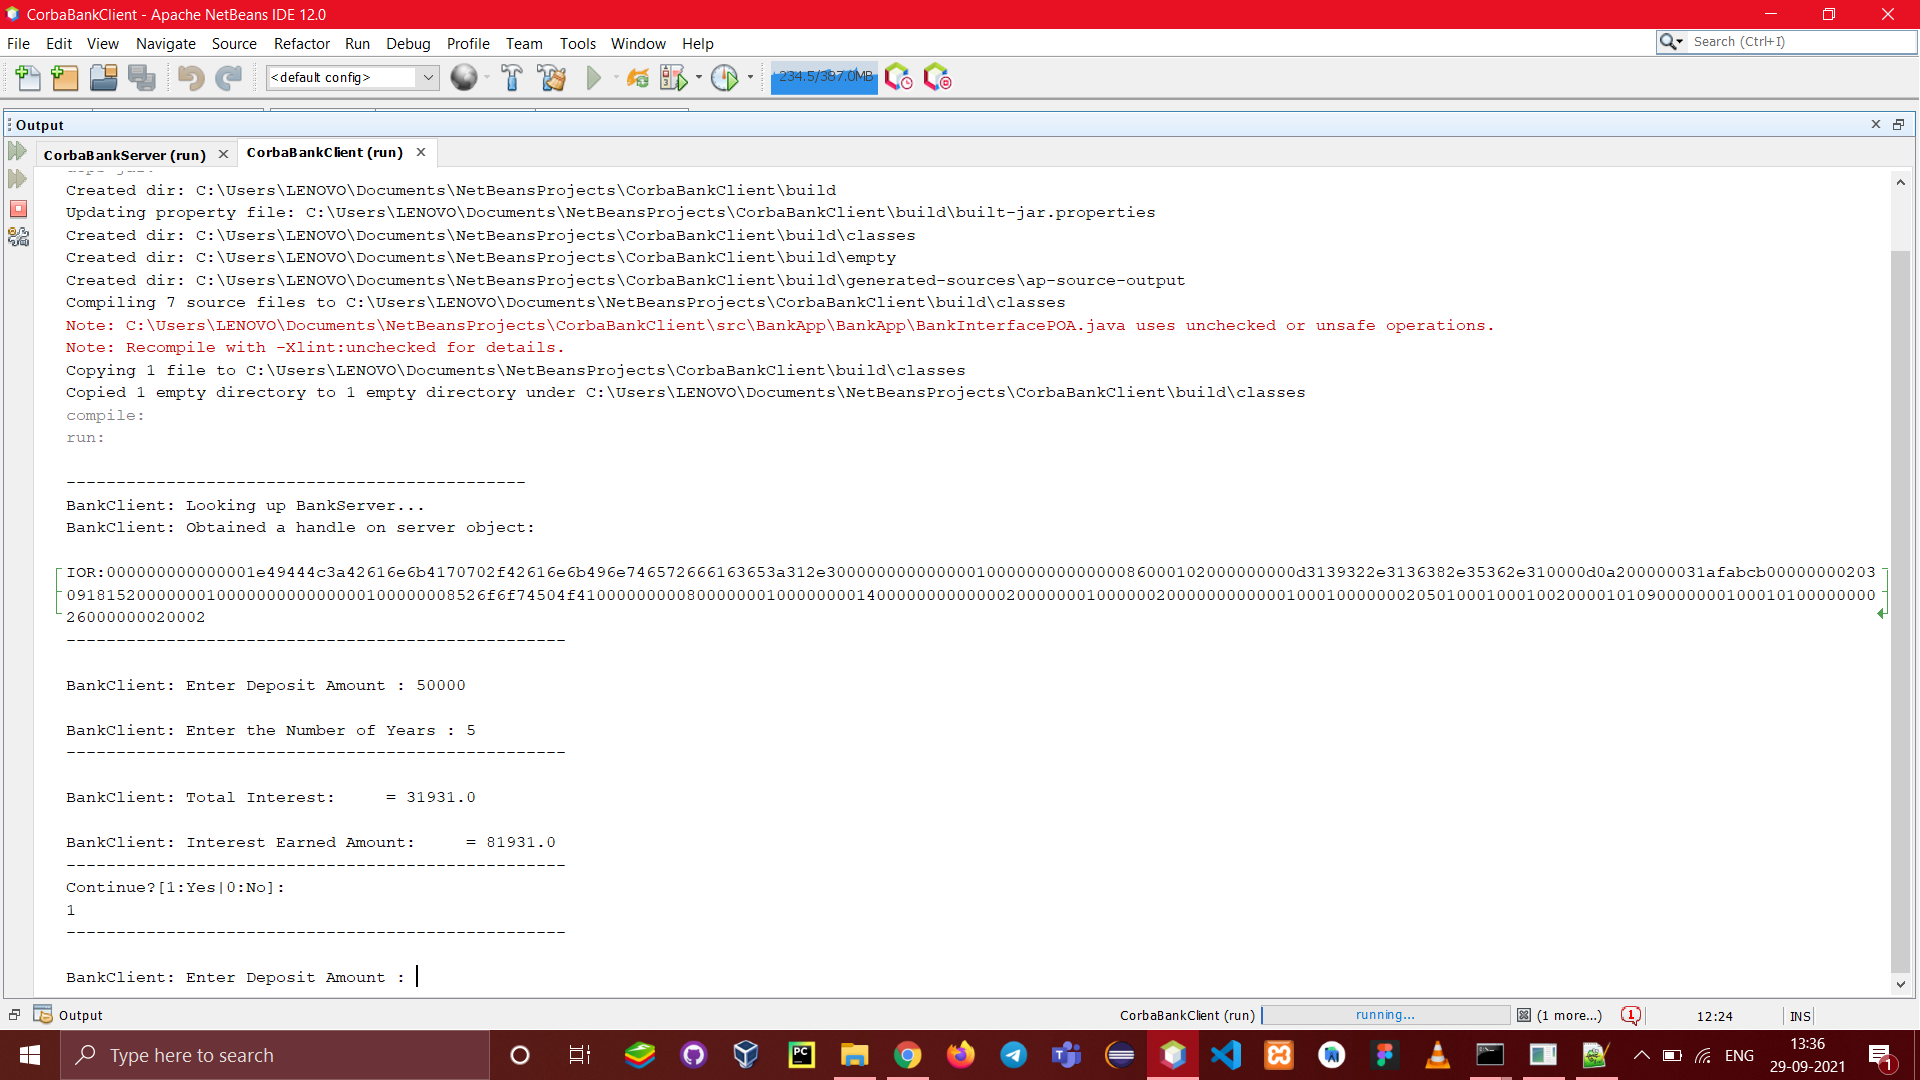 CorbaBankClient - Apache NetBeans IDE 12.0
File Edit View Navigate Source Refactor Run Debug Profile Team Tools Window Help
Search (Ctrl+I)
<default config>
234.5/387.0MB
Output
CorbaBankServer (run)
CorbaBankClient (run)
Created dir: C:\Users\LENOVO\Documents\NetBeansProjects\CorbaBankClient\build
Updating property file: C:\Users\LENOVO\Documents\NetBeansProjects\CorbaBankClient\build\built-jar.properties
Created dir: C:\Users\LENOVO\Documents\NetBeansProjects\CorbaBankClient\build\classes
Created dir: C:\Users\LENOVO\Documents\NetBeansProjects\CorbaBankClient\build\empty
Created dir: C:\Users\LENOVO\Documents\NetBeansProjects\CorbaBankClient\build\generated-sources\ap-source-output
Compiling 7 source files to C:\Users\LENOVO\Documents\NetBeansProjects\CorbaBankClient\build\classes
Note: C:\Users\LENOVO\Documents\NetBeansProjects\CorbaBankClient\src\BankApp\BankApp\BankInterfacePOA.java uses unchecked or unsafe operations.
Note: Recompile with -Xlint:unchecked for details.
Copying 1 file to C:\Users\LENOVO\Documents\NetBeansProjects\CorbaBankClient\build\classes
Copied 1 empty directory to 1 empty directory under C:\Users\LENOVO\Documents\NetBeansProjects\CorbaBankClient\build\classes
compile:
run:
----------------------------------------------
BankClient: Looking up BankServer...
BankClient: Obtained a handle on server object:
26000000020002
--------------------------------------------------
BankClient: Enter Deposit Amount : 50000
BankClient: Enter the Number of Years : 5
--------------------------------------------------
BankClient: Total Interest:     = 31931.0
BankClient: Interest Earned Amount:     = 81931.0
--------------------------------------------------
Continue?[1:Yes|0:No]:
1
--------------------------------------------------
BankClient: Enter Deposit Amount :
Output
CorbaBankClient (run)
running...
(1 more...)
1
12:24
INS
Type here to search
PC
ENG
13:36
29-09-2021
1